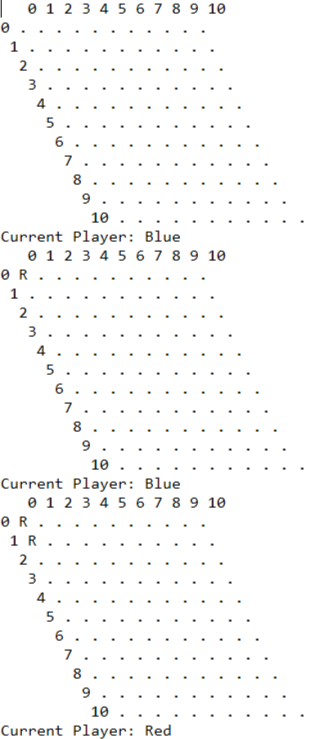 0 1 2 3 4 5 6 7 8 9 10
0 . . . . . . . . . . .
 1 . . . . . . . . . . .
  2 . . . . . . . . . . .
   3 . . . . . . . . . . .
    4 . . . . . . . . . . .
     5 . . . . . . . . . . .
      6 . . . . . . . . . . .
       7 . . . . . . . . . . .
        8 . . . . . . . . . . .
         9 . . . . . . . . . . .
          10 . . . . . . . . . . .
Current Player: Blue
   0 1 2 3 4 5 6 7 8 9 10
0 R . . . . . . . . . .
 1 . . . . . . . . . . .
  2 . . . . . . . . . . .
   3 . . . . . . . . . . .
    4 . . . . . . . . . . .
     5 . . . . . . . . . . .
      6 . . . . . . . . . . .
       7 . . . . . . . . . . .
        8 . . . . . . . . . . .
         9 . . . . . . . . . . .
          10 . . . . . . . . . . .
Current Player: Blue
   0 1 2 3 4 5 6 7 8 9 10
0 R . . . . . . . . . .
 1 R . . . . . . . . . .
  2 . . . . . . . . . . .
   3 . . . . . . . . . . .
    4 . . . . . . . . . . .
     5 . . . . . . . . . . .
      6 . . . . . . . . . . .
       7 . . . . . . . . . . .
        8 . . . . . . . . . . .
         9 . . . . . . . . . . .
          10 . . . . . . . . . . .
Current Player: Red